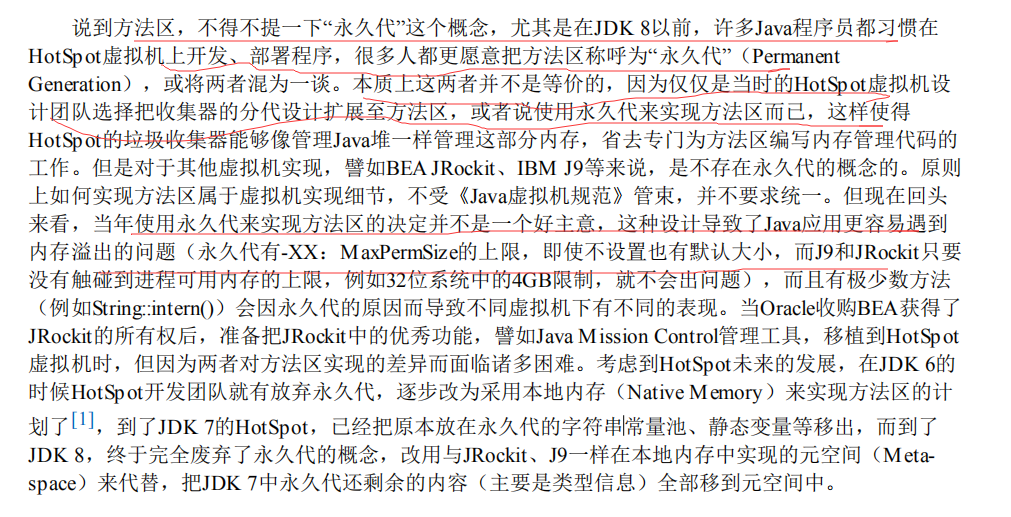 说到方法区，不得不提一下“永久代”这个概念，尤其是在JDK 8以前，许多Java程序员都习惯在
HotSpot虚拟机上开发、部署程序，很多人都更愿意把方法区称呼为“永久代”（Permanent
Generation），或将两者混为一谈。本质上这两者并不是等价的，因为仅仅是当时的HotSpot虚拟机设
计团队选择把收集器的分代设计扩展至方法区，或者说使用永久代来实现方法区而已，这样使得
HotSpot的垃圾收集器能够像管理Java堆一样管理这部分内存，省去专门为方法区编写内存管理代码的
工作。但是对于其他虚拟机实现，譬如BEA JRockit、IBM J9等来说，是不存在永久代的概念的。原则
上如何实现方法区属于虚拟机实现细节，不受《Java虚拟机规范》管束，并不要求统一。但现在回头
来看，当年使用永久代来实现方法区的决定并不是一个好主意，这种设计导致了Java应用更容易遇到
内存溢出的问题（永久代有-XX：MaxPermSize的上限，即使不设置也有默认大小，而J9和JRockit只要
没有触碰到进程可用内存的上限，例如32位系统中的4GB限制，就不会出问题），而且有极少数方法
（例如String::intern()）会因永久代的原因而导致不同虚拟机下有不同的表现。当Oracle收购BEA获得了
JRockit的所有权后，准备把JRockit中的优秀功能，譬如Java Mission Control管理工具，移植到HotSpot
虚拟机时，但因为两者对方法区实现的差异而面临诸多困难。考虑到HotSpot未来的发展，在JDK 6的
时候HotSpot开发团队就有放弃永久代，逐步改为采用本地内存（Native Memory）来实现方法区的计
划了[1]，到了JDK 7的HotSpot，已经把原本放在永久代的字符串常量池、静态变量等移出，而到了
JDK 8，终于完全废弃了永久代的概念，改用与JRockit、J9一样在本地内存中实现的元空间（Meta-
space）来代替，把JDK 7中永久代还剩余的内容（主要是类型信息）全部移到元空间中。